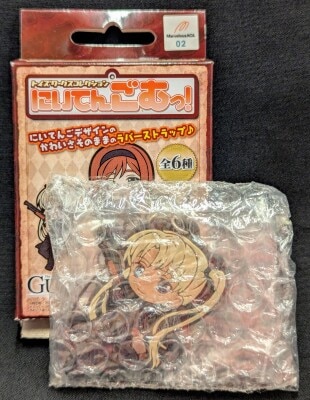 MarvelousAQL
02
トイズワークスコレクション
にいてんごむっ!
にいてんごデザインの
かわいさそのままのラバーストラップ♪
全6種
GU